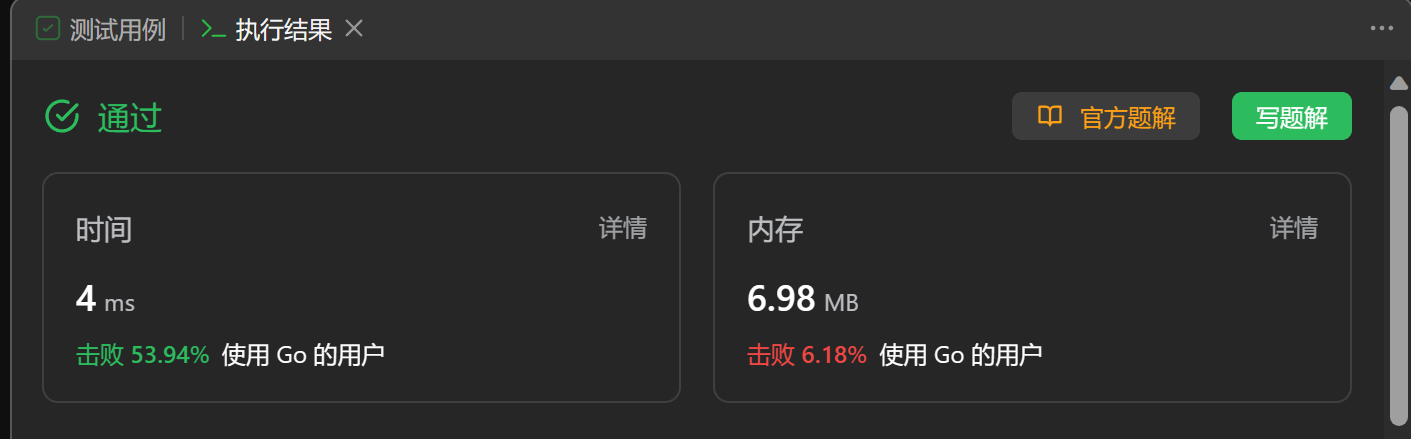 测试用例 执行结果
通过 官方题解 写题解
时间 详情
4 ms
击败 53.94% 使用 Go 的用户
内存 详情
6.98 MB
击败 6.18% 使用 Go 的用户